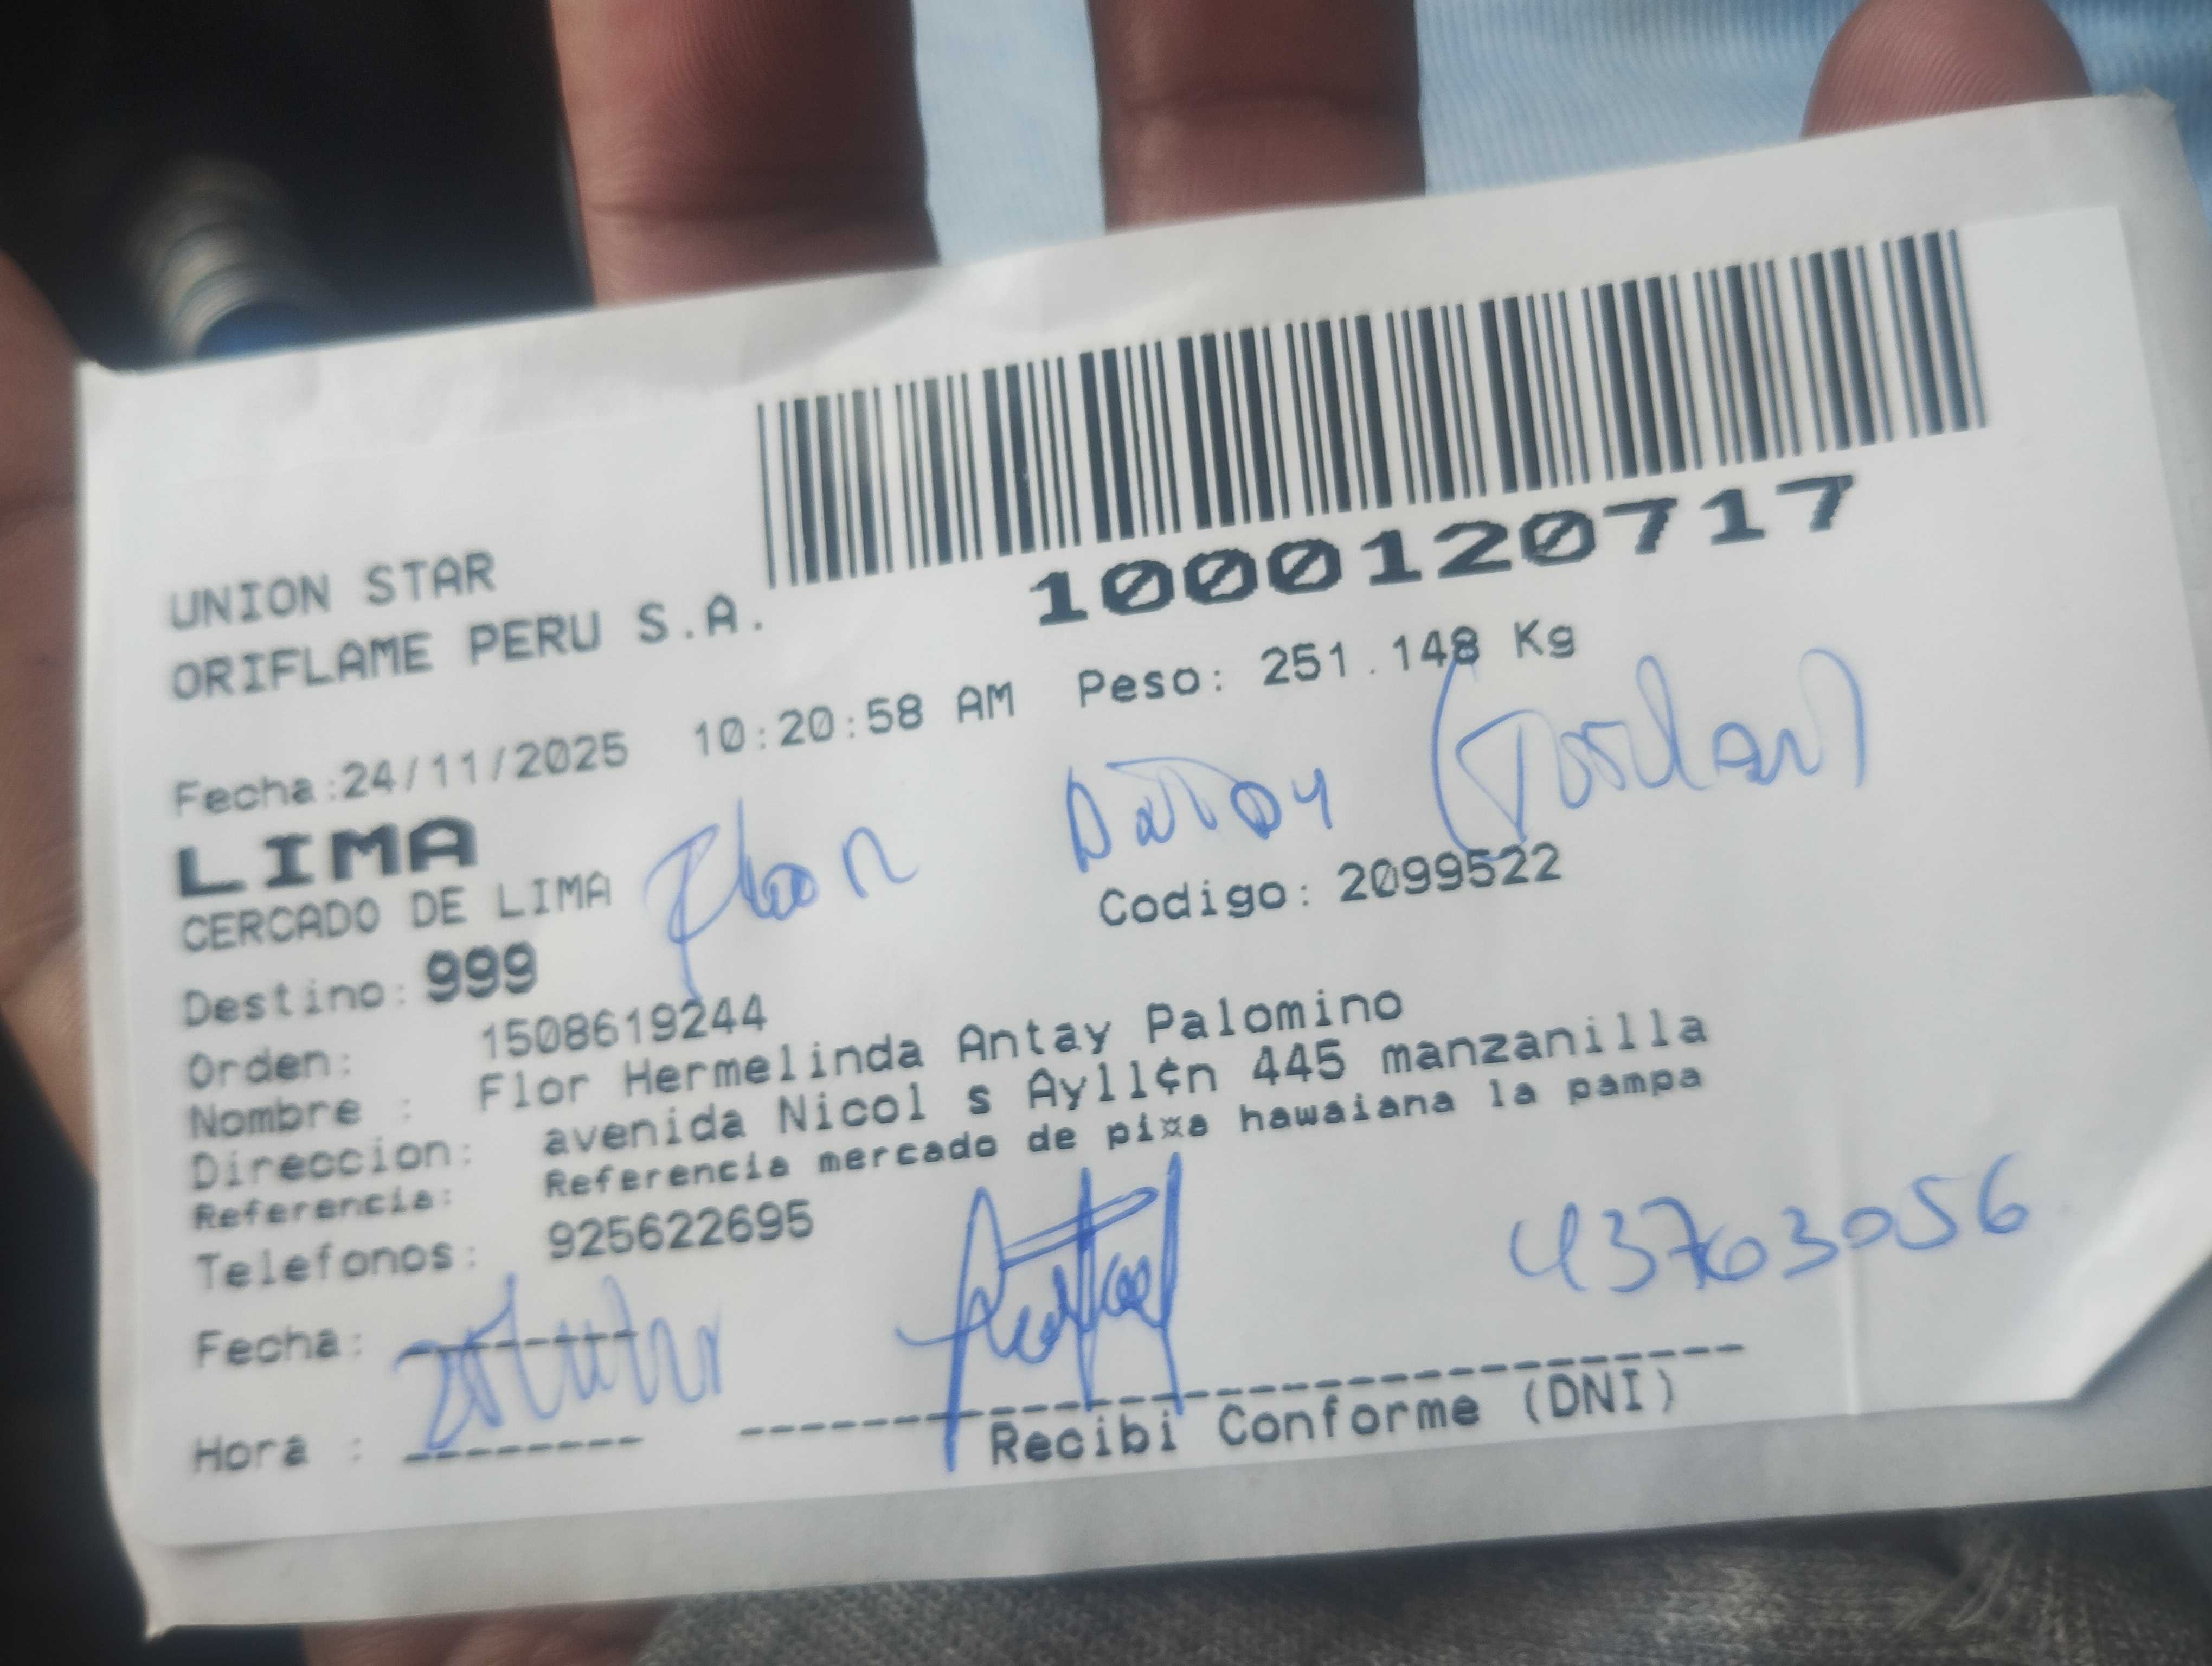 UNION STAR
ORIFLAME PERU S.A.
1000120717
Fecha:24/11/2025 10:20:58 AM Peso: 251.148 Kg
LIMA
CERCADO DE LIMA
Flor
Destino: 999 Codigo: 2099522
Orden: 1508619244
Nombre : Flor Hermelinda Antay Palomino
Direccion: avenida Nicol s Ayll¢n 445 manzanilla
Referencia: Referencia mercado de pi¤a hawaiana la pampa
Telefonos: 925622695
43763056
Fecha:
Hora :
Recibi Conforme (DNI)